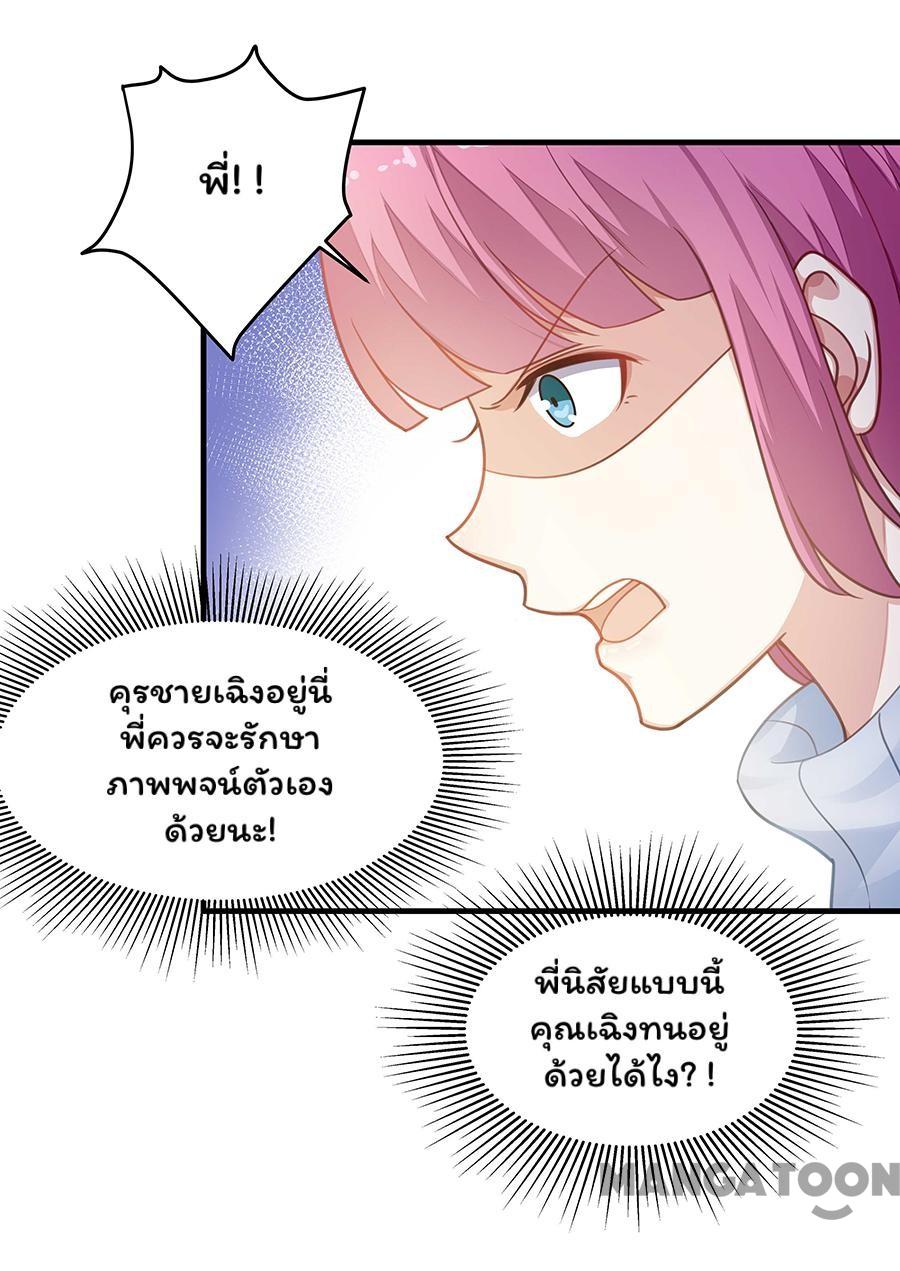 พี่! !
คุรชายเฉิงอยู่นี่
พี่ควรจะรักษา
ภาพพจน์ตัวเอง
ด้วยนะ!
พี่นิสัยแบบนี้
คุณเฉิงทนอยู่
ด้วยได้ไง? !
MANGATOON